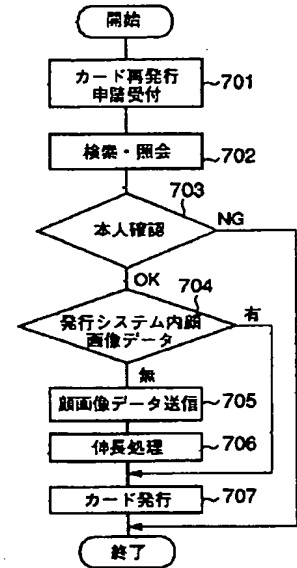 開始
カード再発行
申請受付
701
検索・照会
702
703
本人確認
NG
OK
704
発行システム内顔
画像データ
有
無
顔画像データ送信
705
伸長処理
706
カード発行
707
終了